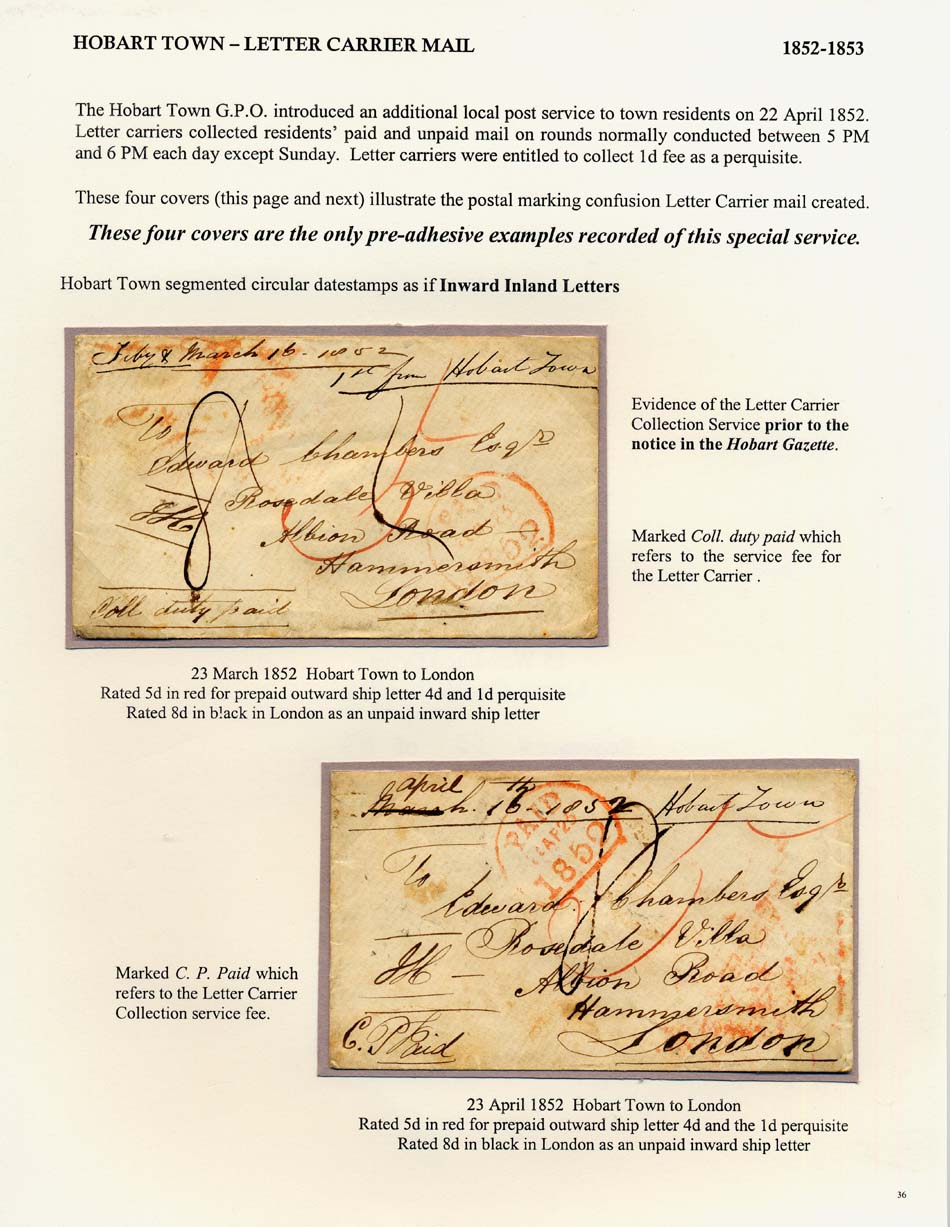 HOBART TOWN – LETTER CARRIER MAIL 1852-1853
The Hobart Town G.P.O. introduced an additional local post service to town residents on 22 April 1852.
Letter carriers collected residents' paid and unpaid mail on rounds normally conducted between 5 PM
and 6 PM each day except Sunday. Letter carriers were entitled to collect 1d fee as a perquisite.
These four covers (this page and next) illustrate the postal marking confusion Letter Carrier mail created.
These four covers are the only pre-adhesive examples recorded of this special service.
Hobart Town segmented circular datestamps as if Inward Inland Letters
Feby & March 16 - 1852
1st from Hobart Town
To
Edward Chambers Esqr
Rosedale Villa
JH
Albion Road
Hammersmith
London
Coll duty paid
8
5
1852
Evidence of the Letter Carrier
Collection Service prior to the
notice in the Hobart Gazette.
Marked Coll. duty paid which
refers to the service fee for
the Letter Carrier .
23 March 1852 Hobart Town to London
Rated 5d in red for prepaid outward ship letter 4d and 1d perquisite
Rated 8d in black in London as an unpaid inward ship letter
April
March 16th - 1852 Hobart Town
PAID
AP
1852
To
Edward Chambers Esqr
Rosedale Villa
JH
Albion Road
Hammersmith
London
C. P Paid
Marked C. P. Paid which
refers to the Letter Carrier
Collection service fee.
23 April 1852 Hobart Town to London
Rated 5d in red for prepaid outward ship letter 4d and the 1d perquisite
Rated 8d in black in London as an unpaid inward ship letter
36